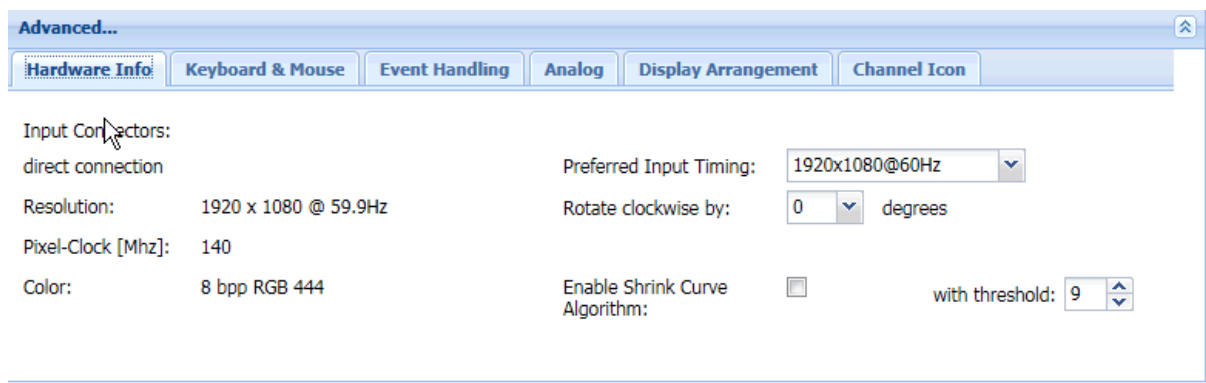 Advanced...
Hardware Info Keyboard & Mouse Event Handling Analog Display Arrangement Channel Icon
Input Connectors:
direct connection Preferred Input Timing: 1920x1080@60Hz
Resolution: 1920 x 1080 @ 59.9Hz Rotate clockwise by: 0 degrees
Pixel-Clock [Mhz]: 140
Color: 8 bpp RGB 444 Enable Shrink Curve
Algorithm: with threshold: 9